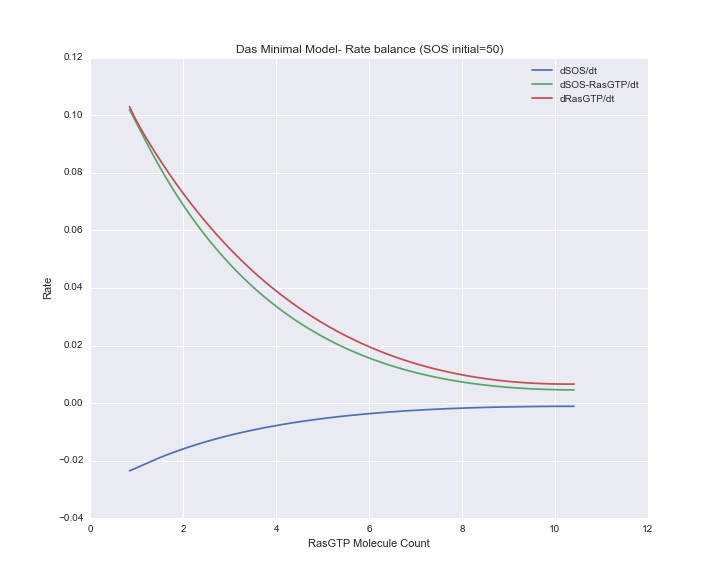 Das Minimal Model- Rate balance (SOS initial=50)
dSOS/dt
dSOS-RasGTP/dt
dRasGTP/dt
0.12
0.10
0.08
0.06
0.04
0.02
0.00
−0.02
−0.04
Rate
0 2 4 6 8 10 12
RasGTP Molecule Count